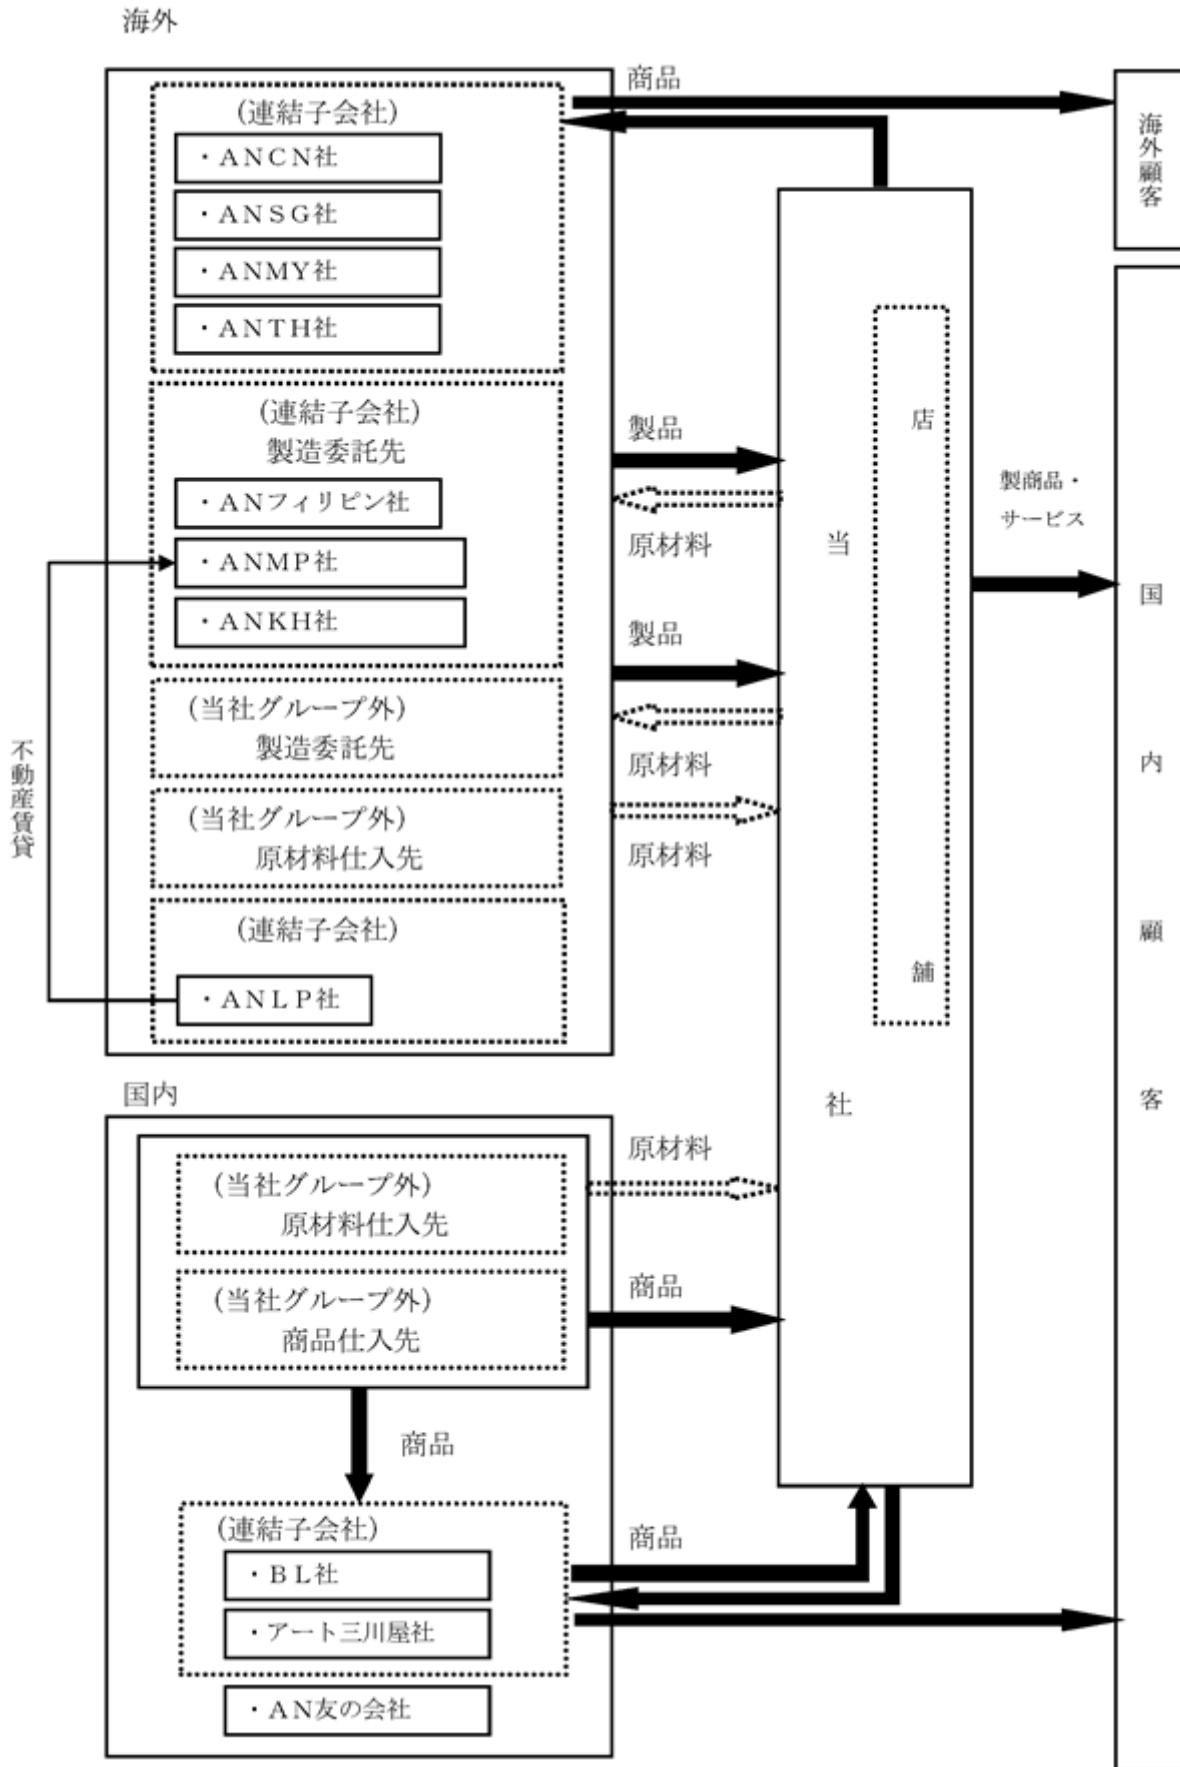 海外
商品
(連結子会社)
・ANCN社
・ANSG社
・ANMY社
・ANTH社
海外顧客
(連結子会社)
製造委託先
・ANフィリピン社
・ANMP社
・ANKH社
製品
原材料
製品
原材料
原材料
(当社グループ外)
製造委託先
(当社グループ外)
原材料仕入先
(連結子会社)
・ANLP社
不動産賃貸
当社
店舗
製商品・
サービス
国内顧客
国内
(当社グループ外)
原材料仕入先
原材料
(当社グループ外)
商品仕入先
商品
商品
(連結子会社)
・BL社
・アート三川屋社
商品
・AN友の会社